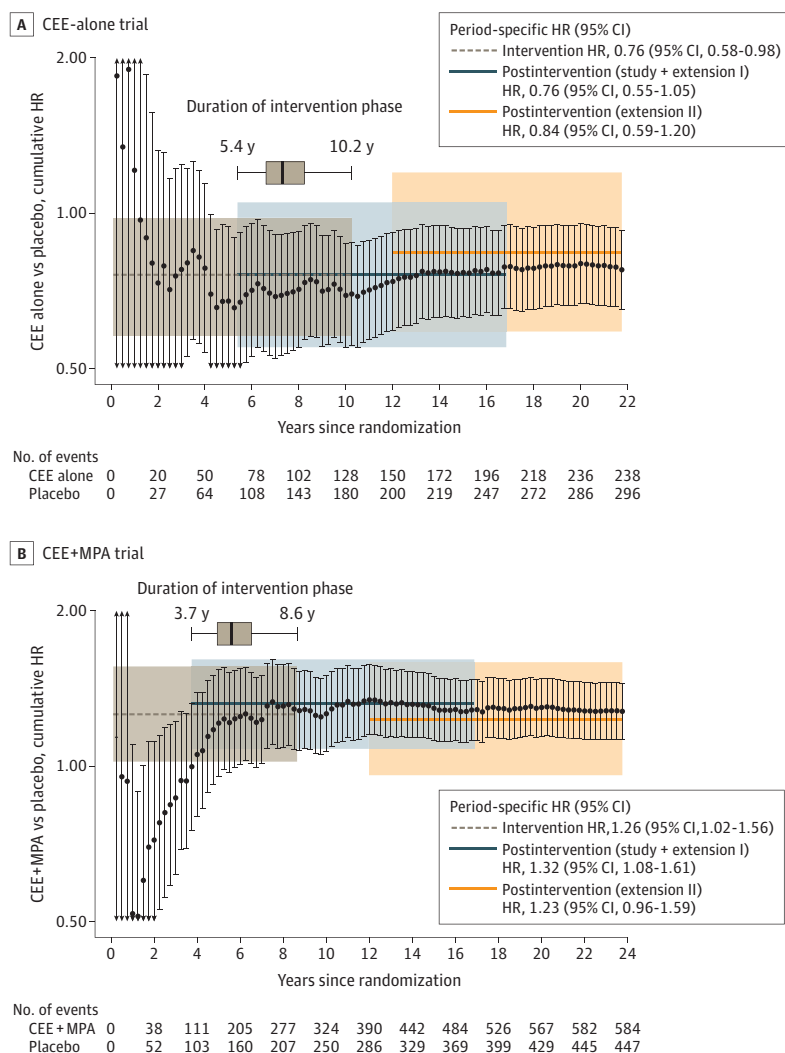 A CEE-alone trial
Period-specific HR (95% CI)
Intervention HR, 0.76 (95% CI, 0.58-0.98)
Postintervention (study + extension I)
HR, 0.76 (95% CI, 0.55-1.05)
Postintervention (extension II)
HR, 0.84 (95% CI, 0.59-1.20)
Duration of intervention phase
5.4 y 10.2 y
CEE alone vs placebo, cumulative HR
2.00
1.00
0.50
0 2 4 6 8 10 12 14 16 18 20 22
Years since randomization
No. of events
CEE alone 0 20 50 78 102 128 150 172 196 218 236 238
Placebo 0 27 64 108 143 180 200 219 247 272 286 296
B CEE+MPA trial
Duration of intervention phase
3.7 y 8.6 y
CEE+MPA vs placebo, cumulative HR
2.00
1.00
0.50
Period-specific HR (95% CI)
Intervention HR,1.26 (95% CI,1.02-1.56)
Postintervention (study + extension I)
HR, 1.32 (95% CI, 1.08-1.61)
Postintervention (extension II)
HR, 1.23 (95% CI, 0.96-1.59)
0 2 4 6 8 10 12 14 16 18 20 22 24
Years since randomization
No. of events
CEE + MPA 0 38 111 205 277 324 390 442 484 526 567 582 584
Placebo 0 52 103 160 207 250 286 329 369 399 429 445 447